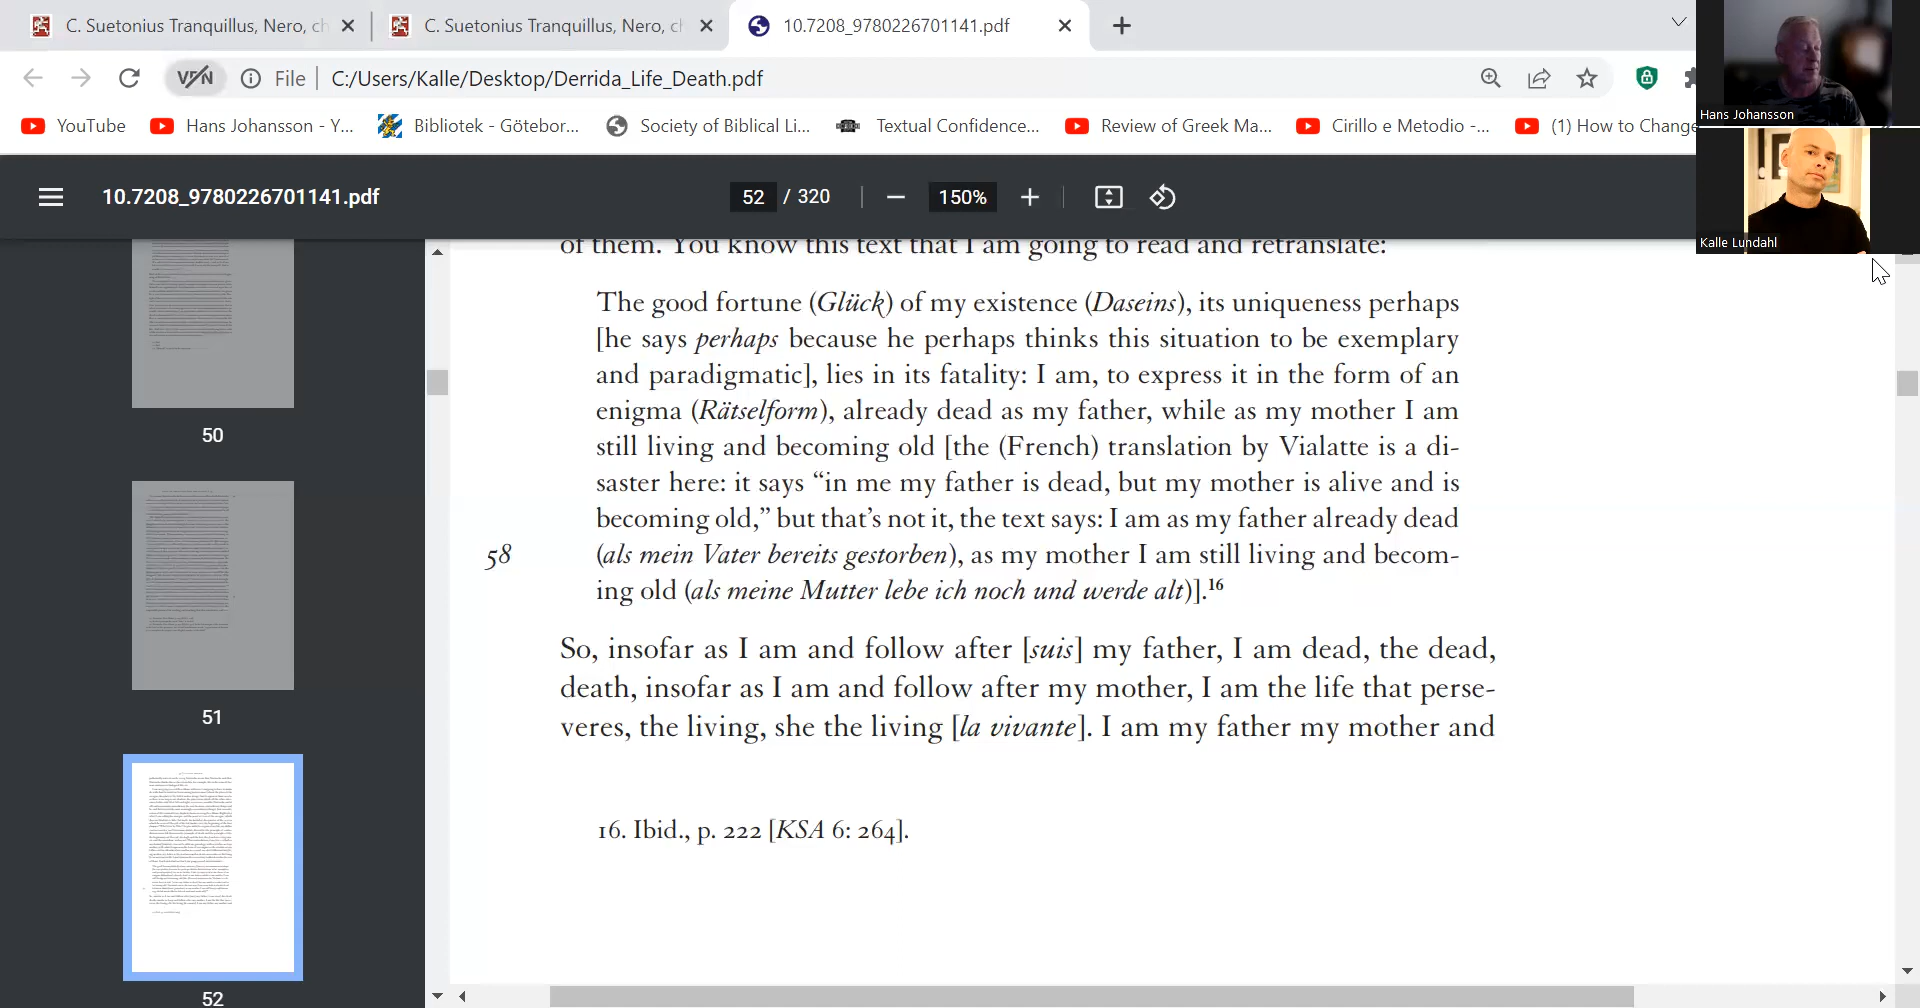 C. Suetonius Tranquillus, Nero, ch
C. Suetonius Tranquillus, Nero, c
10.7208_9780226701141.pdf
VPN
File
C:/Users/Kalle/Desktop/Derrida_Life_Death.pdf
YouTube
Hans Johansson - Y...
Bibliotek - Götebor...
Society of Biblical Li...
Textual Confidence...
Review of Greek Ma...
Cirillo e Metodio -...
(1) How to Change
Hans Johansson
Kalle Lundahl
10.7208_9780226701141.pdf
52 / 320
150%
50
51
52
of them. You know this text that I am going to read and retranslate:
The good fortune (Glück) of my existence (Daseins), its uniqueness perhaps
[he says perhaps because he perhaps thinks this situation to be exemplary
and paradigmatic], lies in its fatality: I am, to express it in the form of an
enigma (Rätselform), already dead as my father, while as my mother I am
still living and becoming old [the (French) translation by Vialatte is a di-
saster here: it says “in me my father is dead, but my mother is alive and is
becoming old,” but that’s not it, the text says: I am as my father already dead
58 (als mein Vater bereits gestorben), as my mother I am still living and becom-
ing old (als meine Mutter lebe ich noch und werde alt)].16
So, insofar as I am and follow after [suis] my father, I am dead, the dead,
death, insofar as I am and follow after my mother, I am the life that perse-
veres, the living, she the living [la vivante]. I am my father my mother and
16. Ibid., p. 222 [KSA 6: 264].